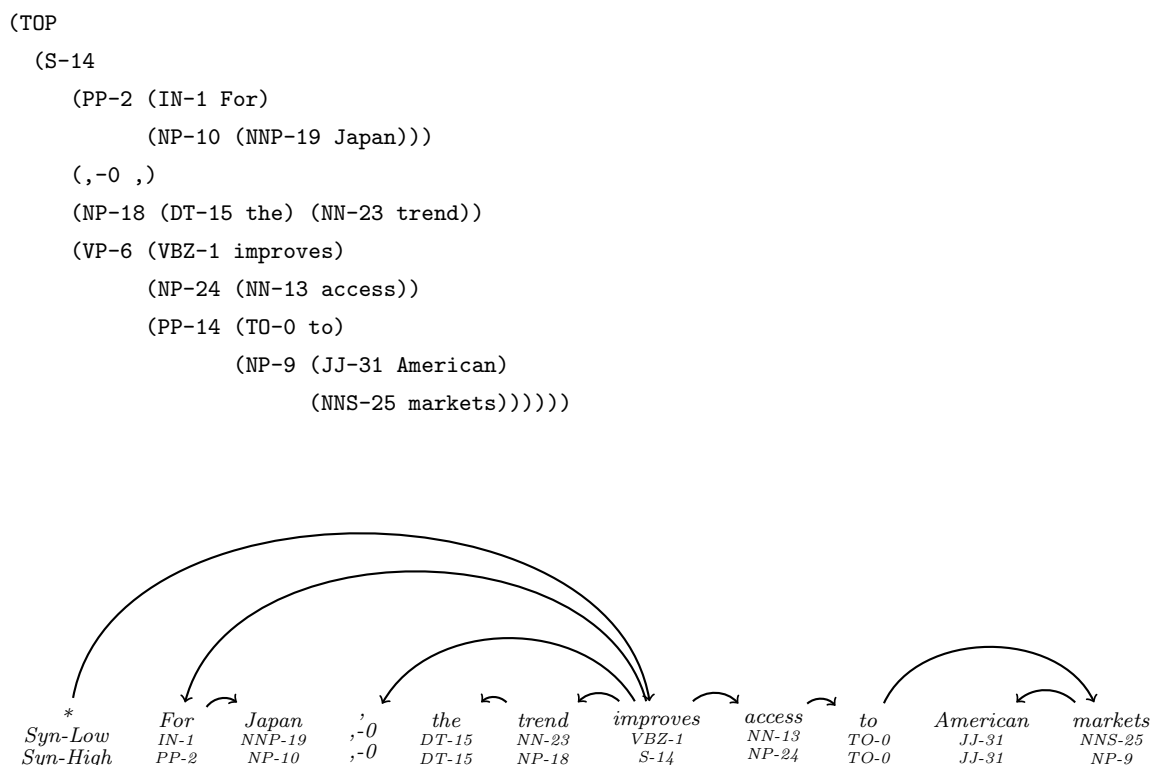 (TOP
(S-14
(PP-2 (IN-1 For)
(NP-10 (NNP-19 Japan)))
(,-0 ,)
(NP-18 (DT-15 the) (NN-23 trend))
(VP-6 (VBZ-1 improves)
(NP-24 (NN-13 access))
(PP-14 (TO-0 to)
(NP-9 (JJ-31 American)
(NNS-25 markets))))))
* For Japan , the trend improves access to American markets
Syn-Low IN-1 NNP-19 ,-0 DT-15 NN-23 VBZ-1 NN-13 TO-0 JJ-31 NNS-25
Syn-High PP-2 NP-10 ,-0 DT-15 NP-18 S-14 NP-24 TO-0 JJ-31 NP-9